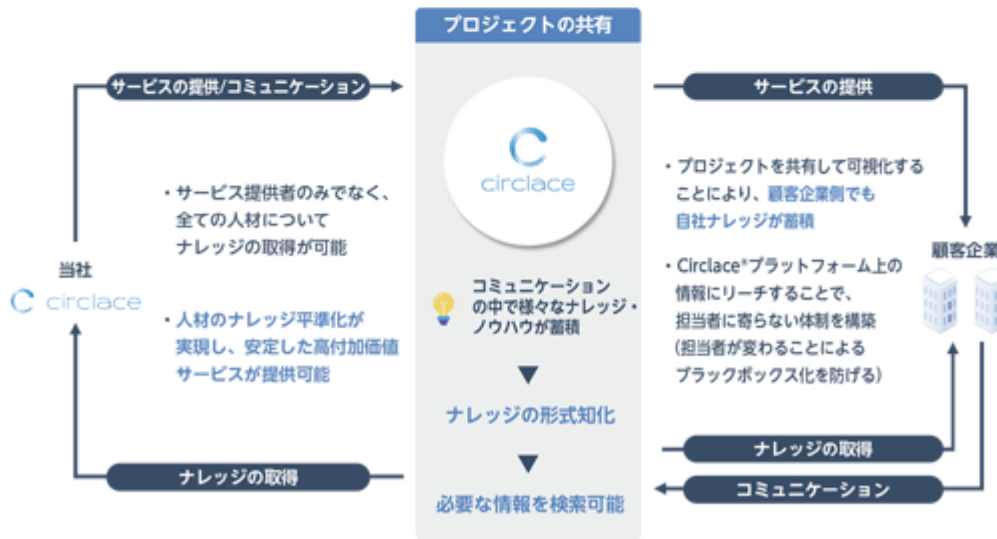 プロジェクトの共有
サービスの提供/コミュニケーション
サービスの提供
circlace
・サービス提供者のみでなく、
全ての人材について
ナレッジの取得が可能
・人材のナレッジ平準化が
実現し、安定した高付加価値
サービスが提供可能
当社
circlace
コミュニケーション
の中で様々なナレッジ・
ノウハウが蓄積
ナレッジの形式知化
必要な情報を検索可能
・プロジェクトを共有して可視化する
ことにより、顧客企業側でも
自社ナレッジが蓄積
・Circlace®プラットフォーム上の
情報にリーチすることで、
担当者に寄らない体制を構築
(担当者が変わることによる
ブラックボックス化を防げる)
顧客企業
ナレッジの取得
ナレッジの取得
コミュニケーション